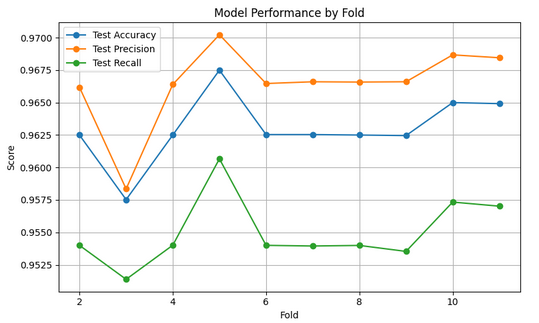 Model Performance by Fold
Test Accuracy
Test Precision
Test Recall
Score
0.9700
0.9675
0.9650
0.9625
0.9600
0.9575
0.9550
0.9525
2 4 6 8 10
Fold